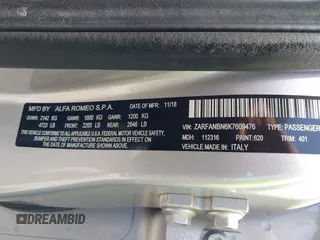 MFD BY: ALFA ROMEO S.P.A. DATE OF MFR: 11/18
GVWR: 2142 KG GAWR: 1000 KG GAWR: 1200 KG
4723 LB FRONT: 2205 LB REAR: 2646 LB
THIS VEHICLE CONFORMS TO ALL APPLICABLE
FEDERAL MOTOR VEHICLE SAFETY, BUMPER AND
THEFT PREVENTION STANDARDS IN EFFECT ON
THE DATE OF MANUFACTURE SHOWN ABOVE
VIN: ZARFANBN6K7609476 TYPE: PASSENGER
MDH: 112316 PAINT: 620 TRIM: 401
VEHICLE MADE IN: ITALY
AUTOBIDCAR